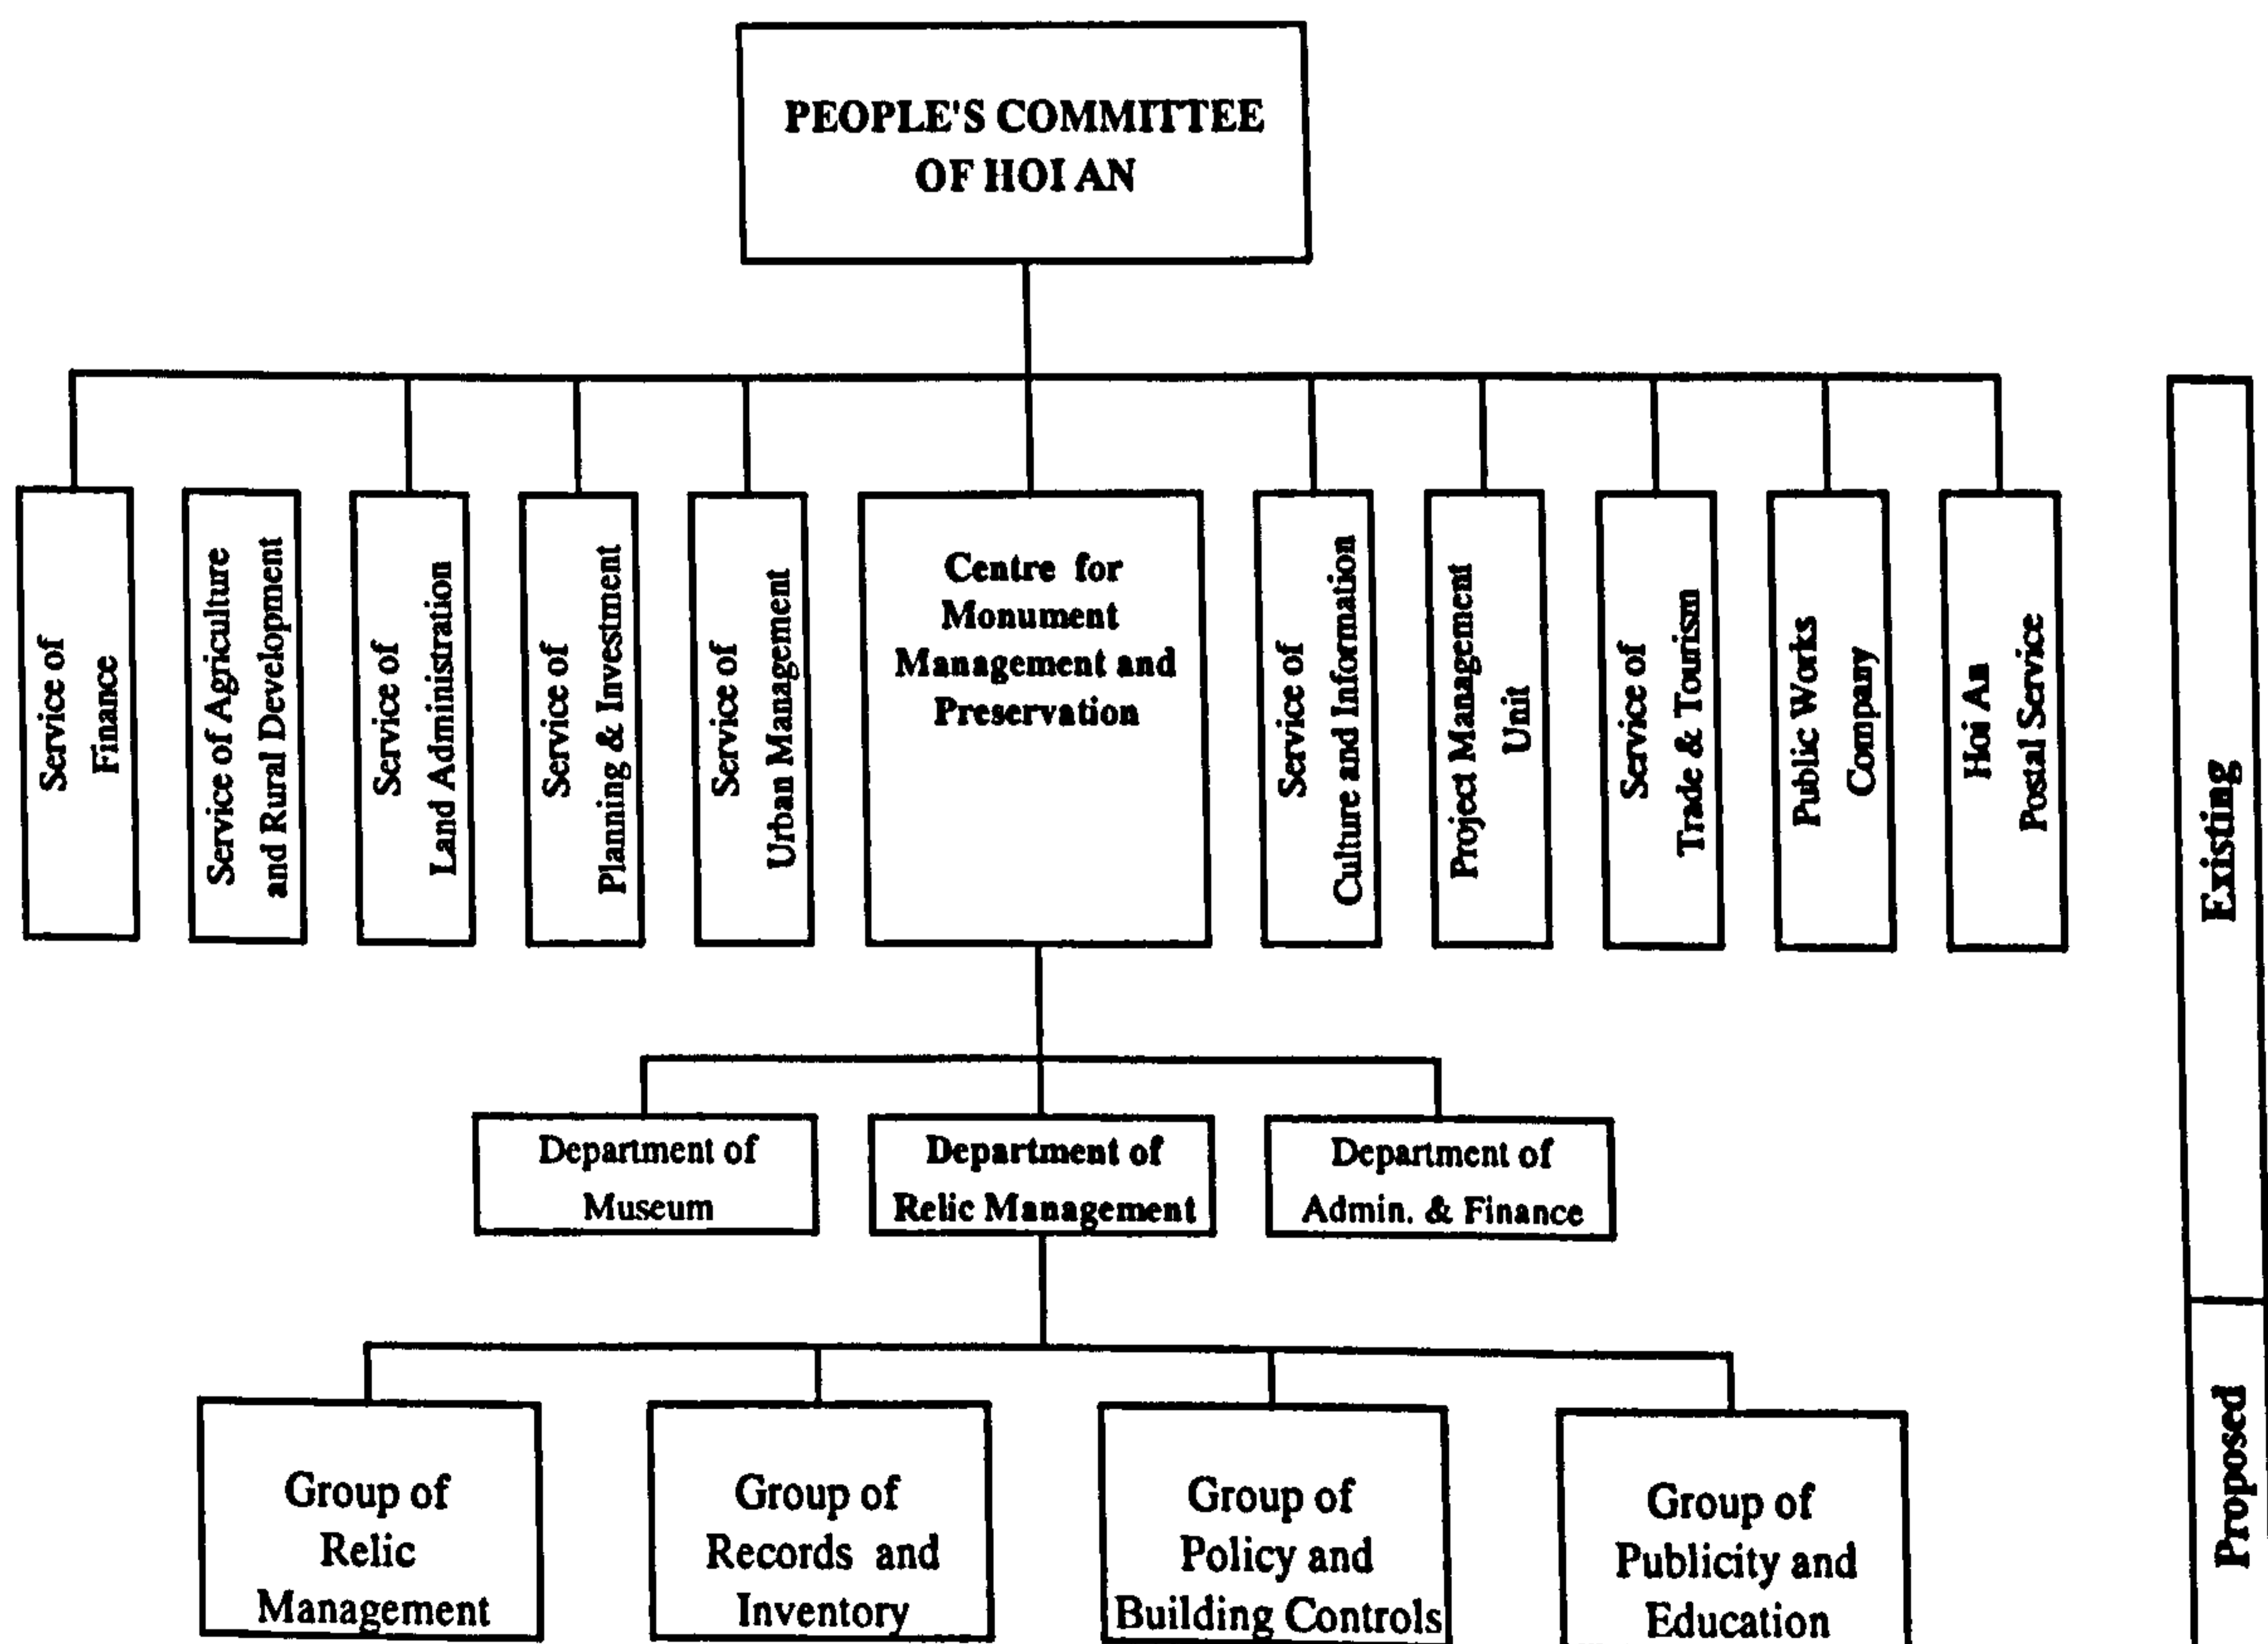 PEOPLE'S COMMITTEE
OF HOI AN
Service of
Finance
Service of Agriculture
and Rural Development
Service of
Land Administration
Service of
Planning & Investment
Service of
Urban Management
Centre for
Monument
Management and
Preservation
Service of
Culture and Information
Project Management
Unit
Service of
Trade & Tourism
Public Works
Company
Hoi An
Postal Service
Existing
Department of
Museum
Department of
Relic Management
Department of
Admin. & Finance
Proposed
Group of
Relic
Management
Group of
Records and
Inventory
Group of
Policy and
Building Controls
Group of
Publicity and
Education